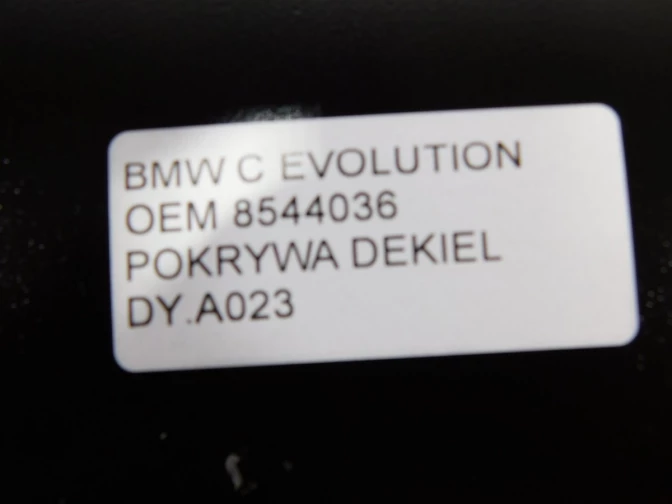 BMW C EVOLUTION
OEM 8544036
POKRYWA DEKIEL
DY.A023